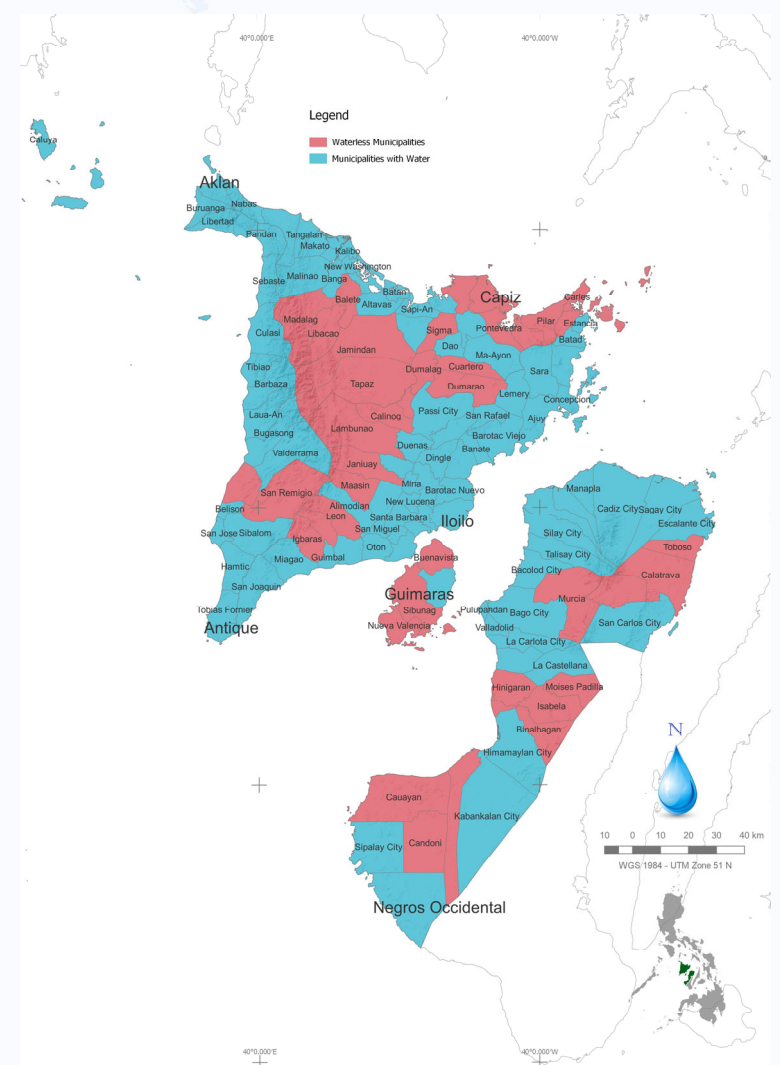 40°0.000'E
40°0.000'W
Legend
Waterless Municipalities
Municipalities with Water
Caluya
Aklan
Nabas
Buruanga
Libertad
Pandan
Tangalan
Makato
Kalibo
New Washington
Sebaste
Malinao
Banga
Batan
Balete
Altavas
Sapi-An
Capiz
Carles
Madalag
Libacao
Sigma
Pontevedra
Pilar
Estancia
Culasi
Jamindan
Dao
Ma-Ayon
Batad
Tibiao
Dumalag
Cuartero
Sara
Barbaza
Tapaz
Dumarao
Lemery
Concepcion
Laua-An
Calinog
Passi City
San Rafael
Ajuy
Bugasong
Lambunao
Duenas
Barotac Viejo
Valderrama
Dingle
Banate
Janiuay
San Remigio
Maasin
Mina
Barotac Nuevo
Manapla
Belison
Alimodian
New Lucena
Cadiz City
Sagay City
Leon
Santa Barbara
Iloilo
Escalante City
San Jose
Sibalom
Igbaras
San Miguel
Silay City
Hamtic
Miagao
Guimbal
Oton
Buenavista
Talisay City
Toboso
San Joaquin
Guimaras
Bacolod City
Calatrava
Tobias Fornier
Sibunag
Pulupandan
Murcia
Antique
Nueva Valencia
Valladolid
Bago City
San Carlos City
La Carlota City
La Castellana
Hinigaran
Moises Padilla
Isabela
Binalbagan
N
Himamaylan City
Cauayan
Kabankalan City
Sipalay City
Candoni
10 0 10 20 30 40 km
WGS 1984 - UTM Zone 51 N
Negros Occidental
40°0.000'E
40°0.000'W